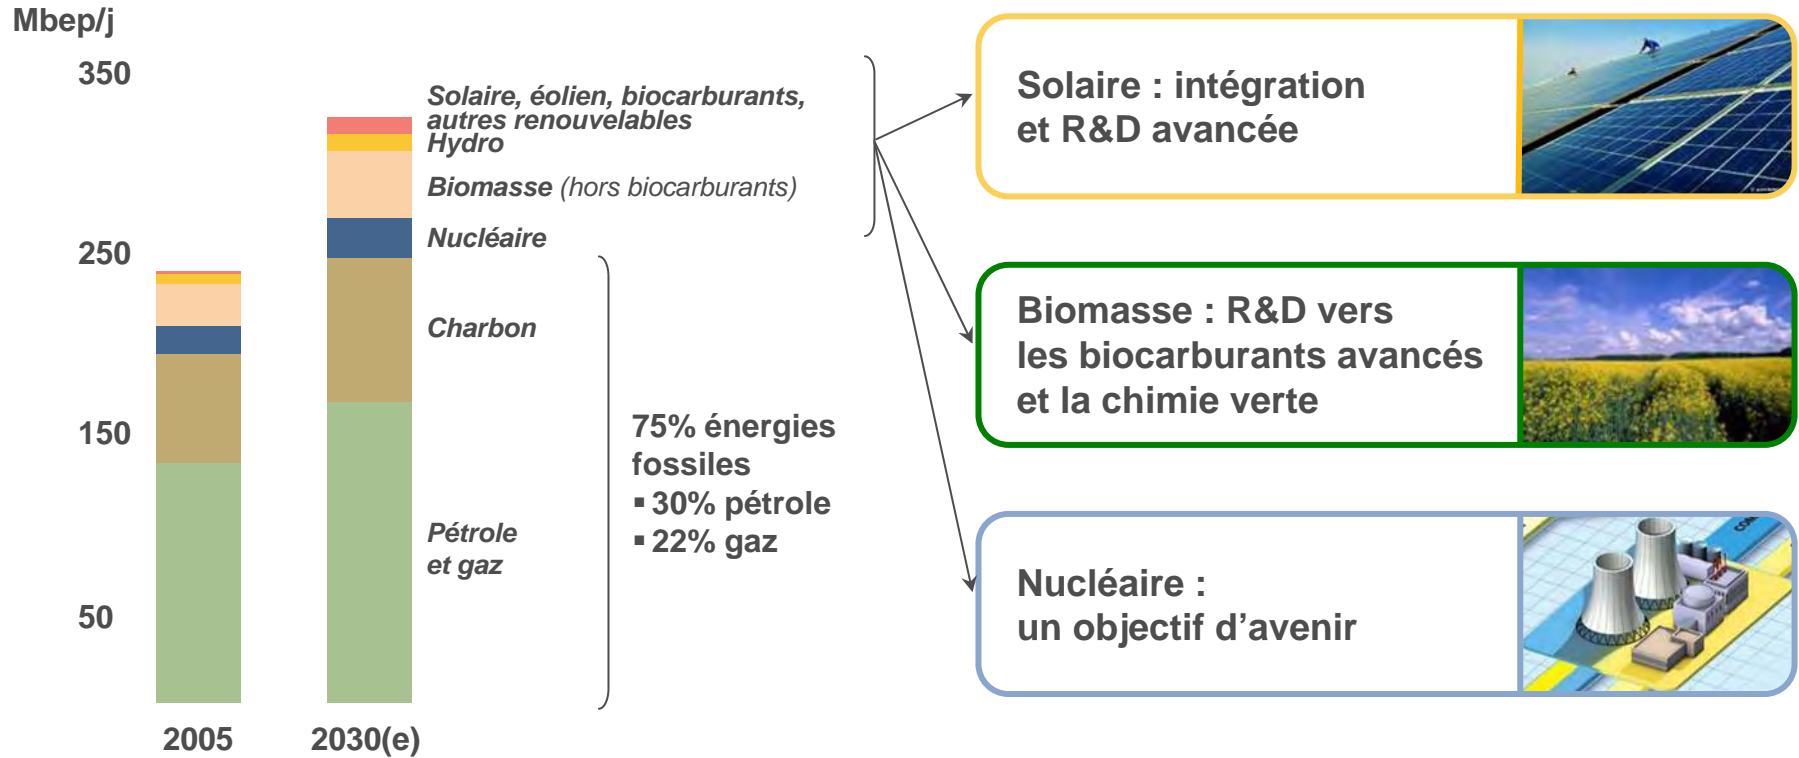 Mbep/j
350
250
150
50
2005
2030(e)
Solaire, éolien, biocarburants,
autres renouvelables
Hydro
Biomasse (hors biocarburants)
Nucléaire
Charbon
Pétrole
et gaz
75% énergies
fossiles
▪ 30% pétrole
▪ 22% gaz
Solaire : intégration
et R&D avancée
Biomasse : R&D vers
les biocarburants avancés
et la chimie verte
Nucléaire :
un objectif d’avenir